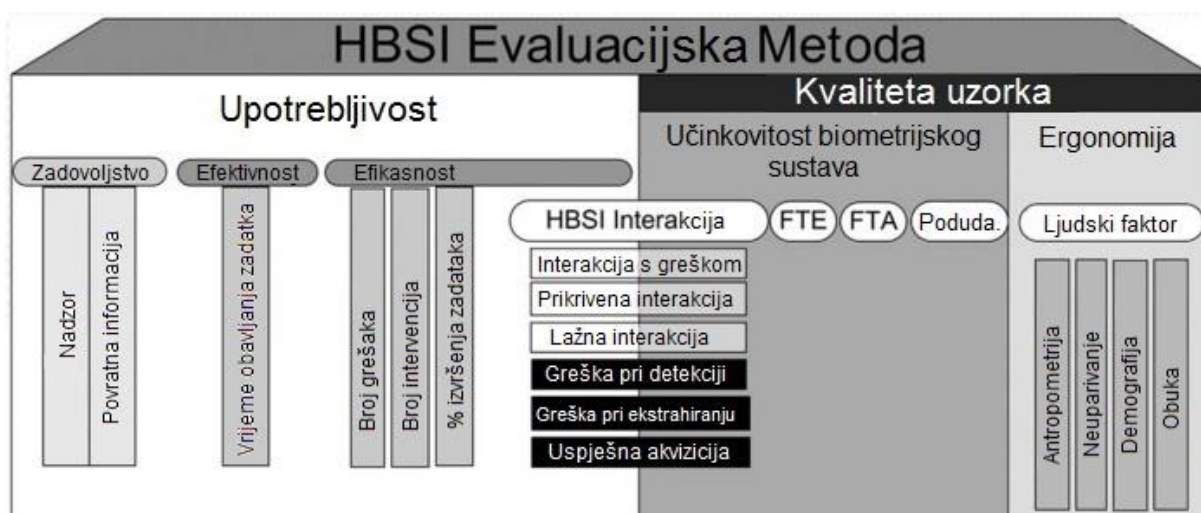 HBSI Evaluacijska Metoda
Upotrebljivost
Kvaliteta uzorka
Učinkovitost biometrijskog
sustava
Ergonomija
Zadovoljstvo
Efektivnost
Efikasnost
Nadzor
Povratna informacija
Vrijeme obavljanja zadatka
Broj grešaka
Broj intervencija
% izvršenja zadataka
HBSI Interakcija
FTE
FTA
Poduda.
Ljudski faktor
Interakcija s greškom
Prikrivena interakcija
Lažna interakcija
Greška pri detekciji
Greška pri ekstrahiranju
Uspješna akvizicija
Antropometrija
Neuparivanje
Demografija
Obuka